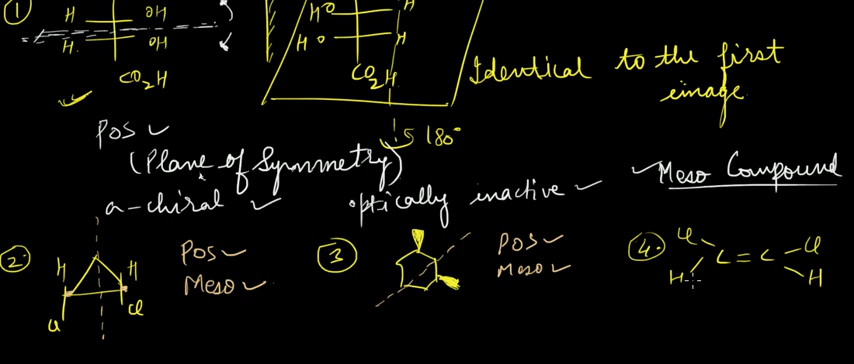 1 H OH HO H
H OH HO H
CO2H CO2H
Identical to the first
image
180°
POS
(Plane of Symmetry)
a-chiral optically inactive Meso Compound
2 H H Cl Cl POS
Meso
3 POS
Meso
4. Cl C = C Cl
H H